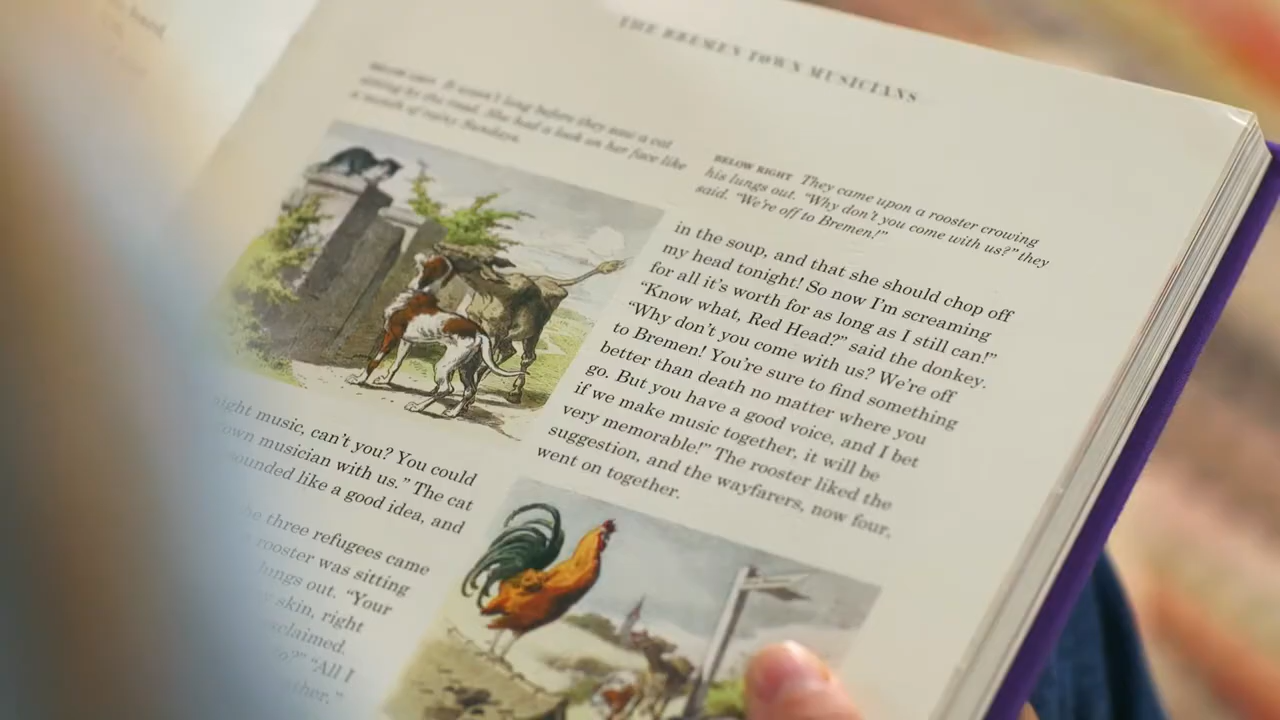 THE BREMEN TOWN MUSICIANS
BELOW LEFT It wasn't long before they saw a cat
sitting by the road. She had a look on her face like
a month of rainy Sundays.
night music, can't you? You could
town musician with us." The cat
sounded like a good idea, and
three refugees came
rooster was sitting
lungs out. "Your
skin, right
"All I
BELOW RIGHT They came upon a rooster crowing
his lungs out. "Why don't you come with us?" they
said. "We're off to Bremen!"
in the soup, and that she should chop off
my head tonight! So now I'm screaming
for all it's worth for as long as I still can!"
"Know what, Red Head?" said the donkey.
"Why don't you come with us? We're off
to Bremen! You're sure to find something
better than death no matter where you
go. But you have a good voice, and I bet
if we make music together, it will be
very memorable!" The rooster liked the
suggestion, and the wayfarers, now four,
went on together.